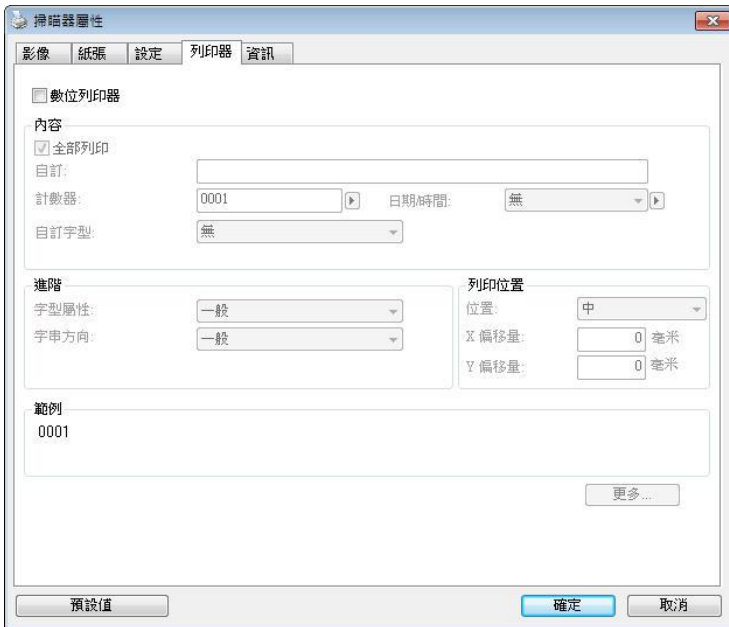 掃瞄器屬性
影像 紙張 設定 列印器 資訊
數位列印器
內容
全部列印
自訂:
計數器: 0001 日期/時間: 無
自訂字型: 無
進階
字型屬性: 一般
字串方向: 一般
列印位置
位置: 中
X 偏移量: 0 毫米
Y 偏移量: 0 毫米
範例
0001
更多...
預設值 確定 取消